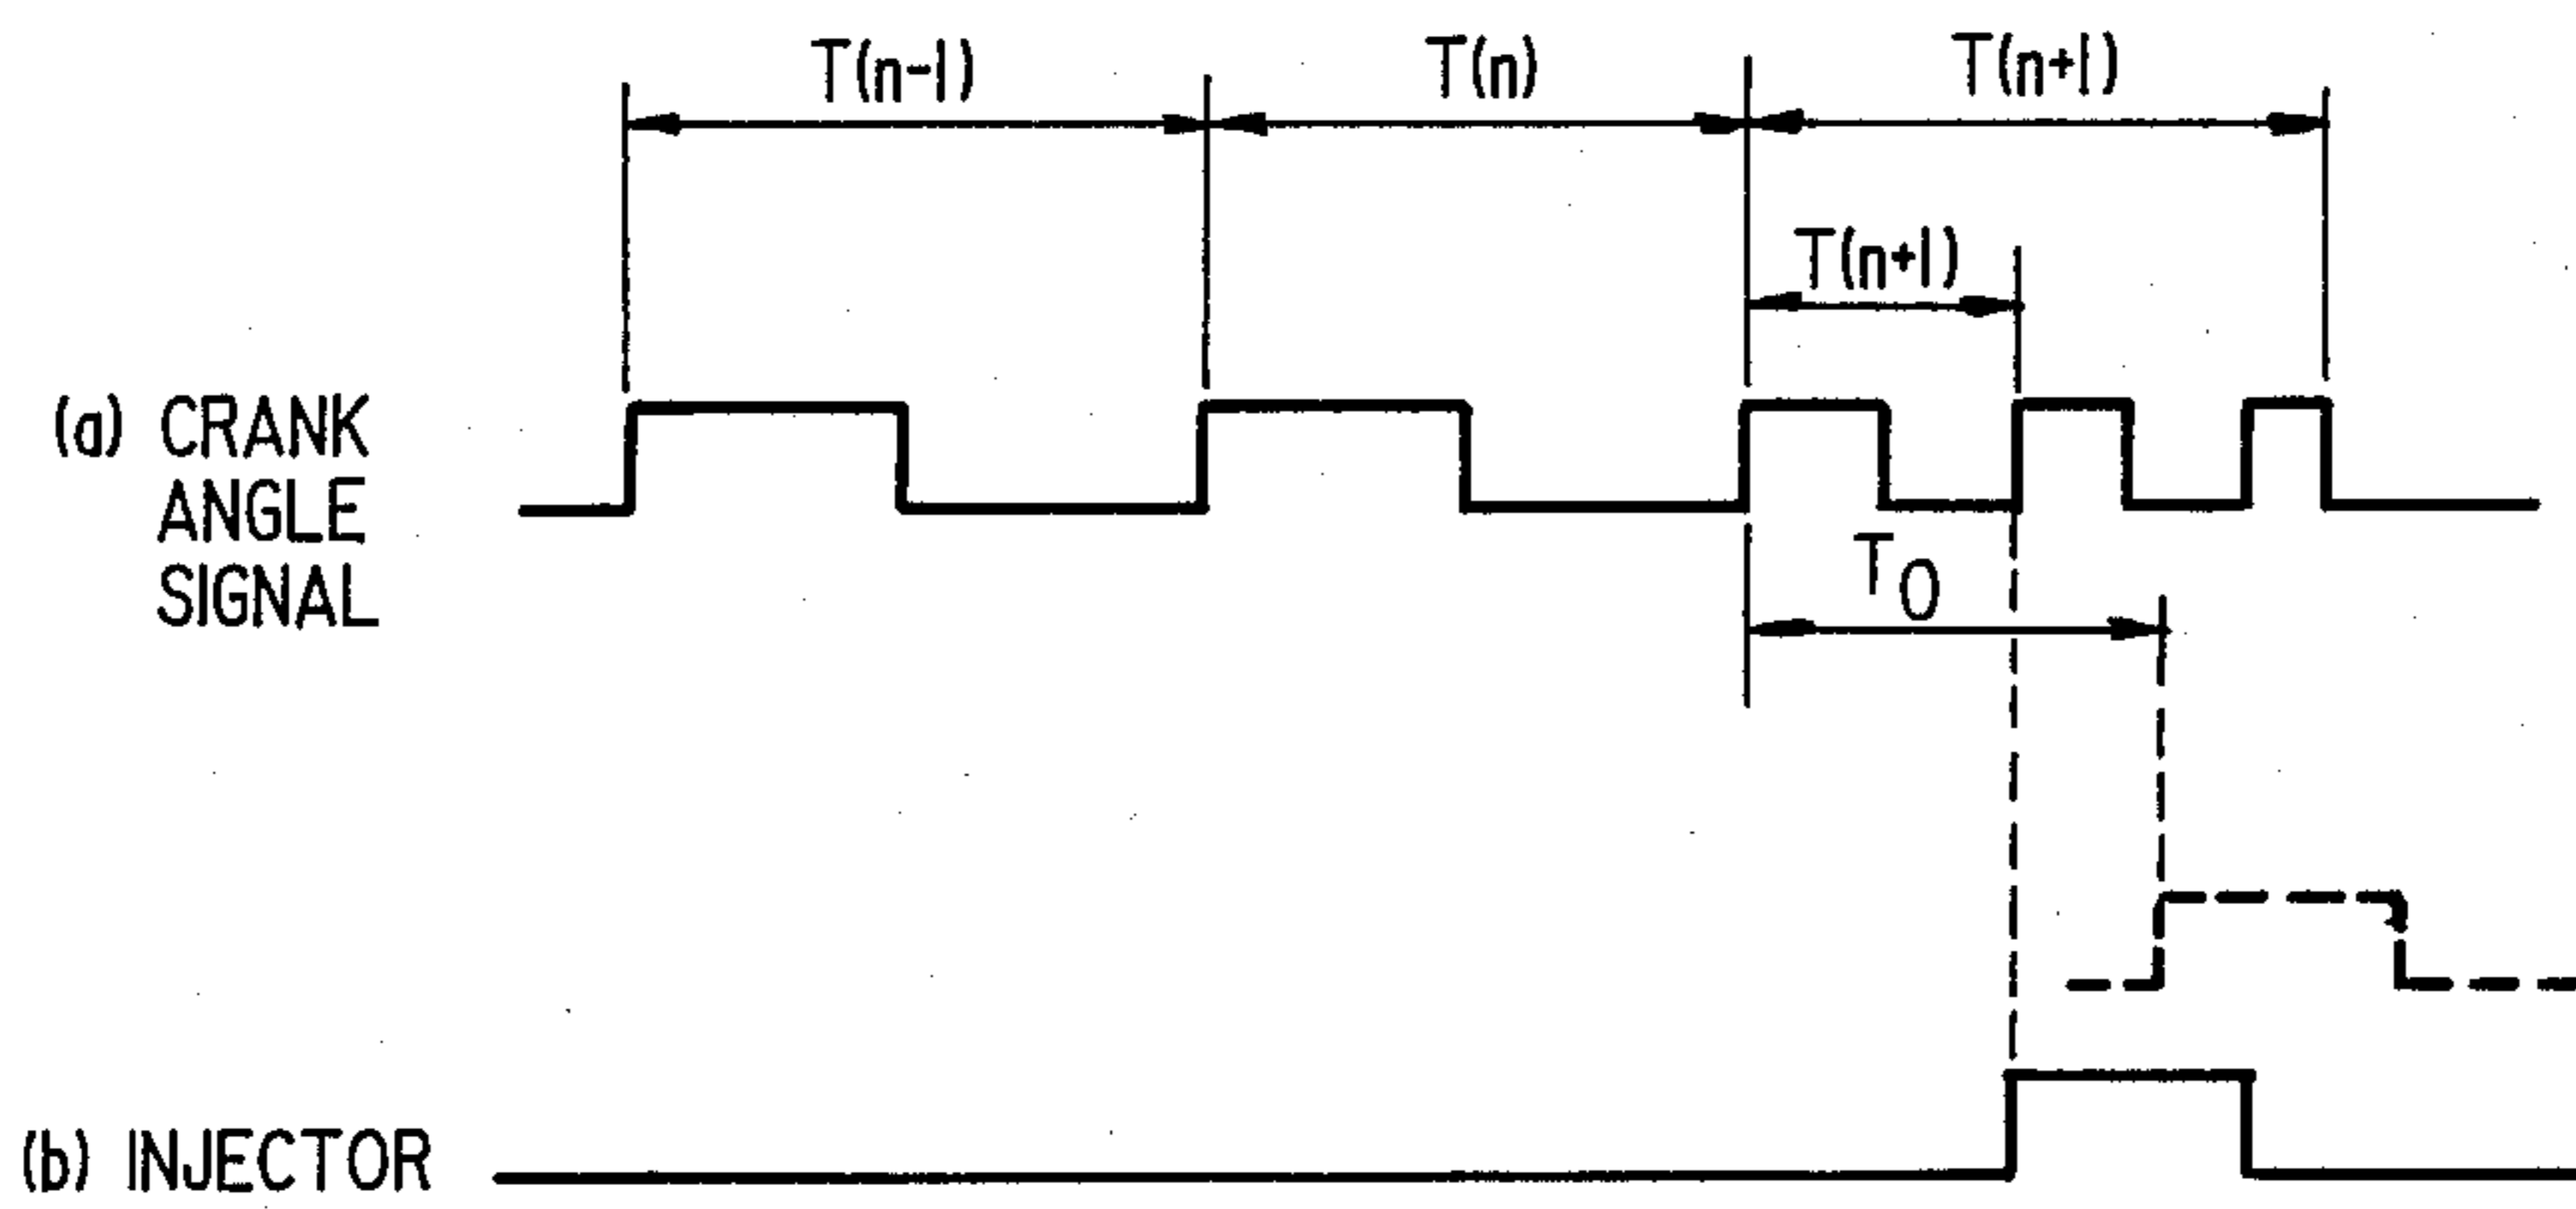 T(n-1) T(n) T(n+1)
T(n+1)
(a) CRANK
ANGLE
SIGNAL
T0
(b) INJECTOR